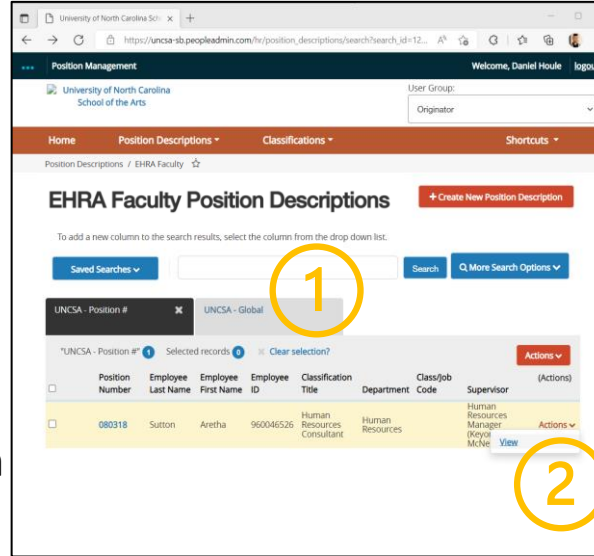 University of North Carolina Sch
https://uncsa-sb.peopleadmin.com/hr/position_descriptions/search?search_id=12...
Position Management
Welcome, Daniel Houle
logou
University of North Carolina
School of the Arts
User Group:
Originator
Home
Position Descriptions
Classifications
Shortcuts
Position Descriptions / EHRA Faculty
EHRA Faculty Position Descriptions
+ Create New Position Description
To add a new column to the search results, select the column from the drop down list.
Saved Searches
Search
More Search Options
1
UNCSA - Position #
UNCSA - Global
"UNCSA - Position #" 1 Selected records 0 Clear selection?
Actions
Position Number
Employee Last Name
Employee First Name
Employee ID
Classification Title
Department
Class/Job Code
Supervisor
(Actions)
080318
Sutton
Aretha
960046526
Human Resources Consultant
Human Resources
Human
Resources
Manager
(Keyon
McNe
Actions
View
2
n